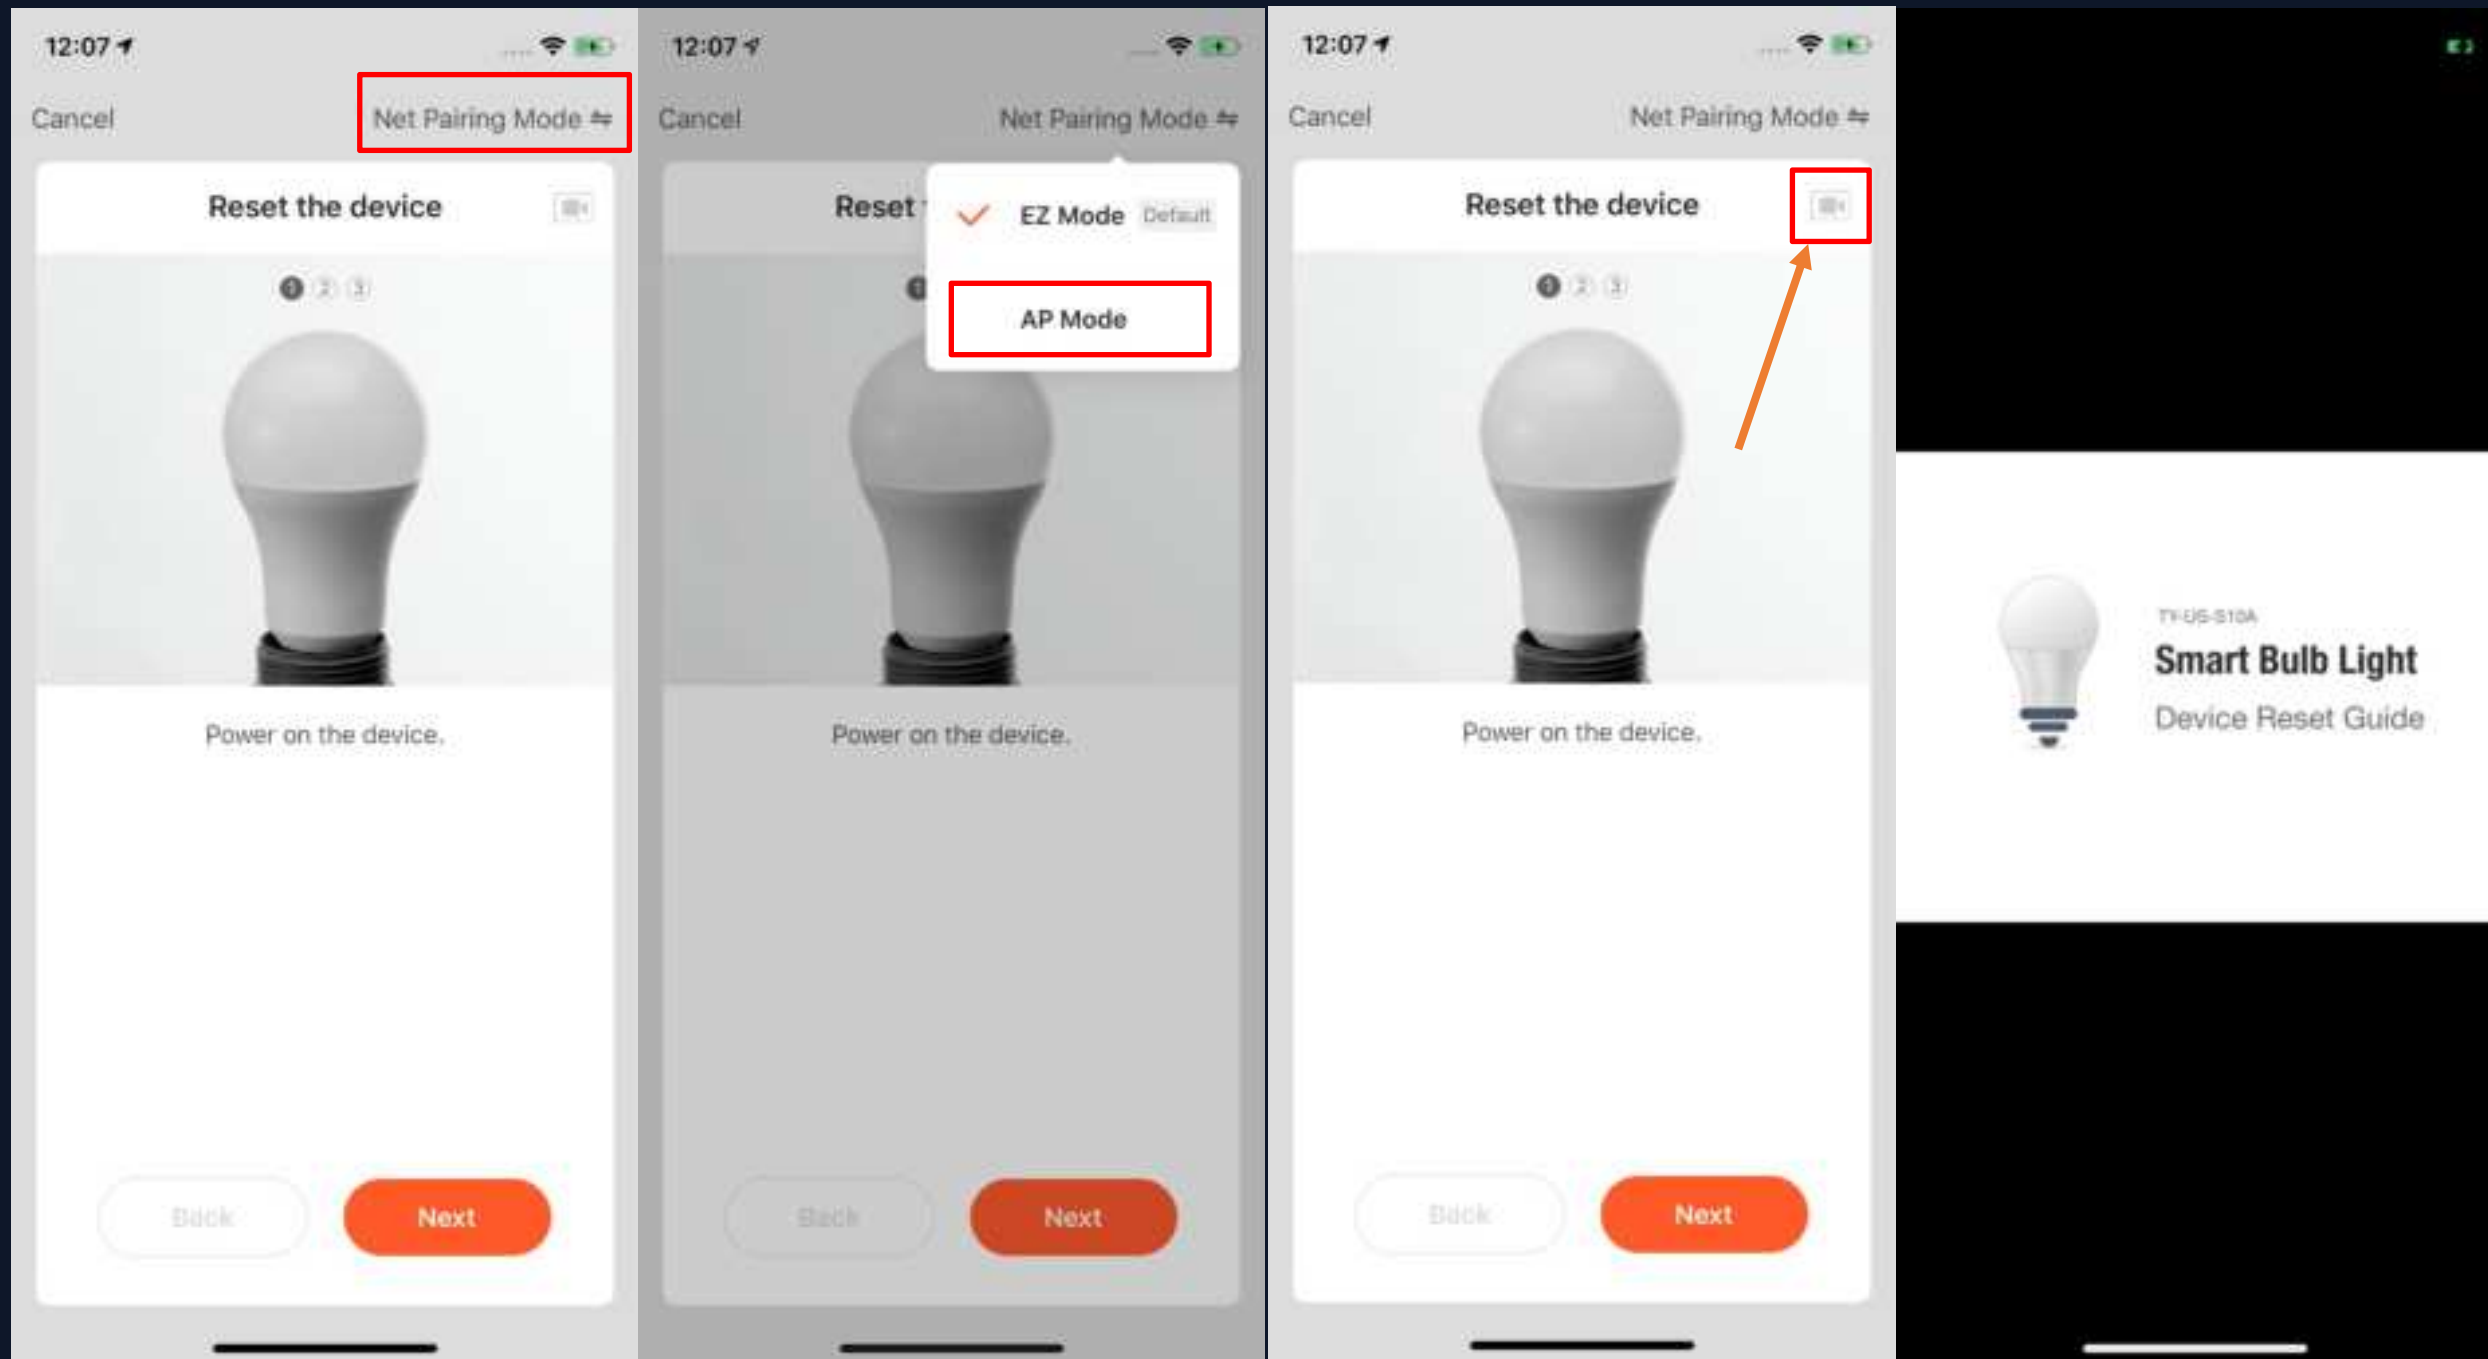 12:07
Cancel
Net Pairing Mode ⇋
Reset the device
1 2 3
Power on the device.
Back
Next
12:07
Cancel
Net Pairing Mode ⇋
Reset
EZ Mode Default
AP Mode
Power on the device.
Back
Next
12:07
Cancel
Net Pairing Mode ⇋
Reset the device
1 2 3
Power on the device.
Back
Next
TY-US-S10A
Smart Bulb Light
Device Reset Guide